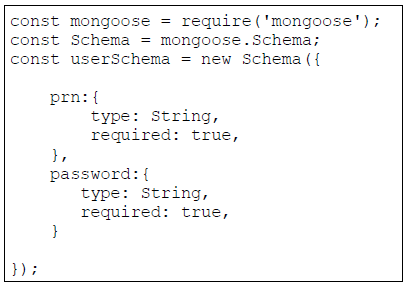 const mongoose = require('mongoose');
const Schema = mongoose.Schema;
const userSchema = new Schema({
prn:{
type: String,
required: true,
},
password:{
type: String,
required: true,
}
});